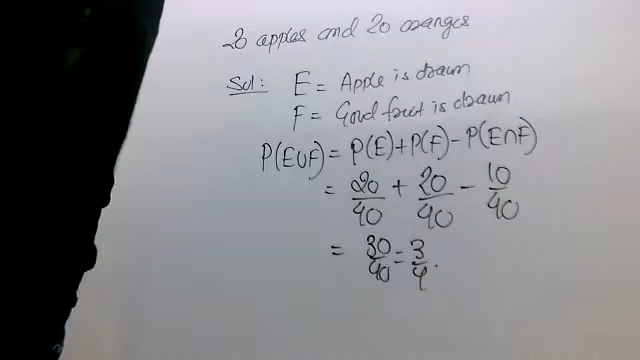 20 apples and 20 oranges
Sol: E = Apple is drawn
F = Good fruit is drawn
P(E∪F) = P(E)+P(F)-P(E∩F)
= 20/40 + 20/40 - 10/40
= 30/40 = 3/4.